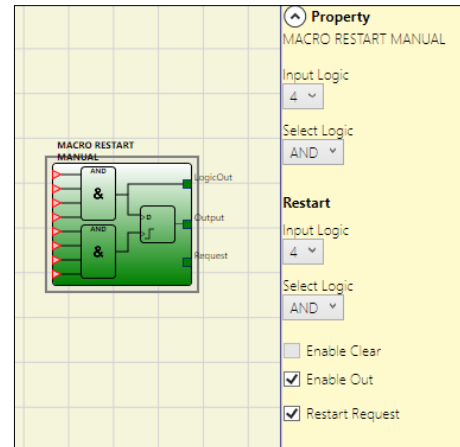 Property
MACRO RESTART MANUAL
Input Logic
4
Select Logic
AND
Restart
Input Logic
4
Select Logic
AND
Enable Clear
Enable Out
Restart Request
MACRO RESTART
MANUAL
AND
&
AND
&
D
LogicOut
Output
Request